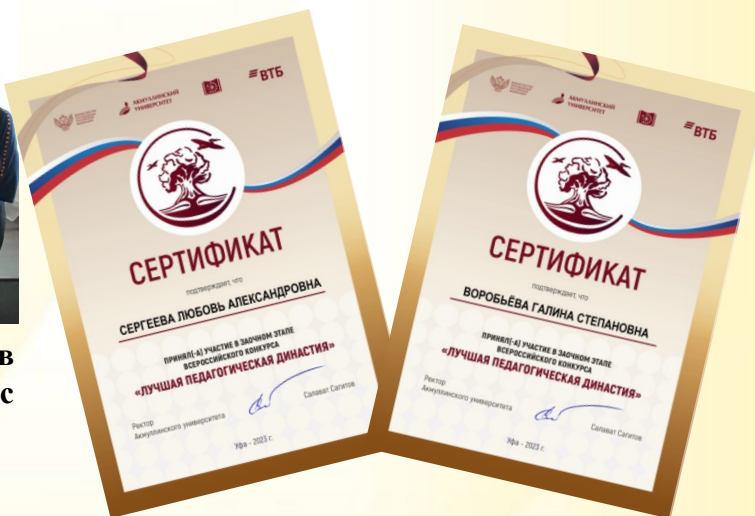 в
с
АКМУЛЛИНСКИЙ
УНИВЕРСИТЕТ
ВТБ
СЕРТИФИКАТ
подтверждает, что
СЕРГЕЕВА ЛЮБОВЬ АЛЕКСАНДРОВНА
ПРИНЯЛ(-А) УЧАСТИЕ В ЗАОЧНОМ ЭТАПЕ
ВСЕРОССИЙСКОГО КОНКУРСА
«ЛУЧШАЯ ПЕДАГОГИЧЕСКАЯ ДИНАСТИЯ»
Ректор
Акмуллинского университета
Салават Сагитов
Уфа - 2023 г.
АКМУЛЛИНСКИЙ
УНИВЕРСИТЕТ
ВТБ
СЕРТИФИКАТ
подтверждает, что
ВОРОБЬЁВА ГАЛИНА СТЕПАНОВНА
ПРИНЯЛ(-А) УЧАСТИЕ В ЗАОЧНОМ ЭТАПЕ
ВСЕРОССИЙСКОГО КОНКУРСА
«ЛУЧШАЯ ПЕДАГОГИЧЕСКАЯ ДИНАСТИЯ»
Ректор
Акмуллинского университета
Салават Сагитов
Уфа - 2023 г.